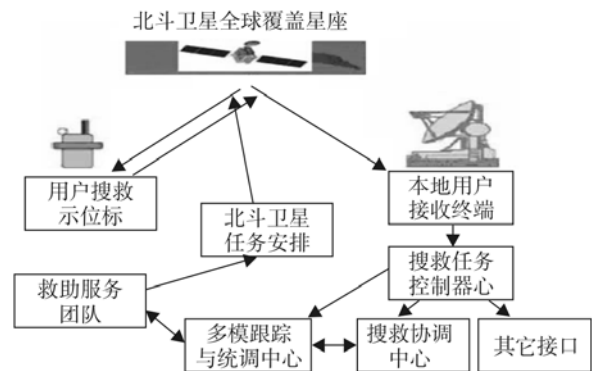 北斗卫星全球覆盖星座
用户搜救
示位标
本地用户
接收终端
北斗卫星
任务安排
搜救任务
控制器心
救助服务
团队
多模跟踪
与统调中心
搜救协调
中心
其它接口